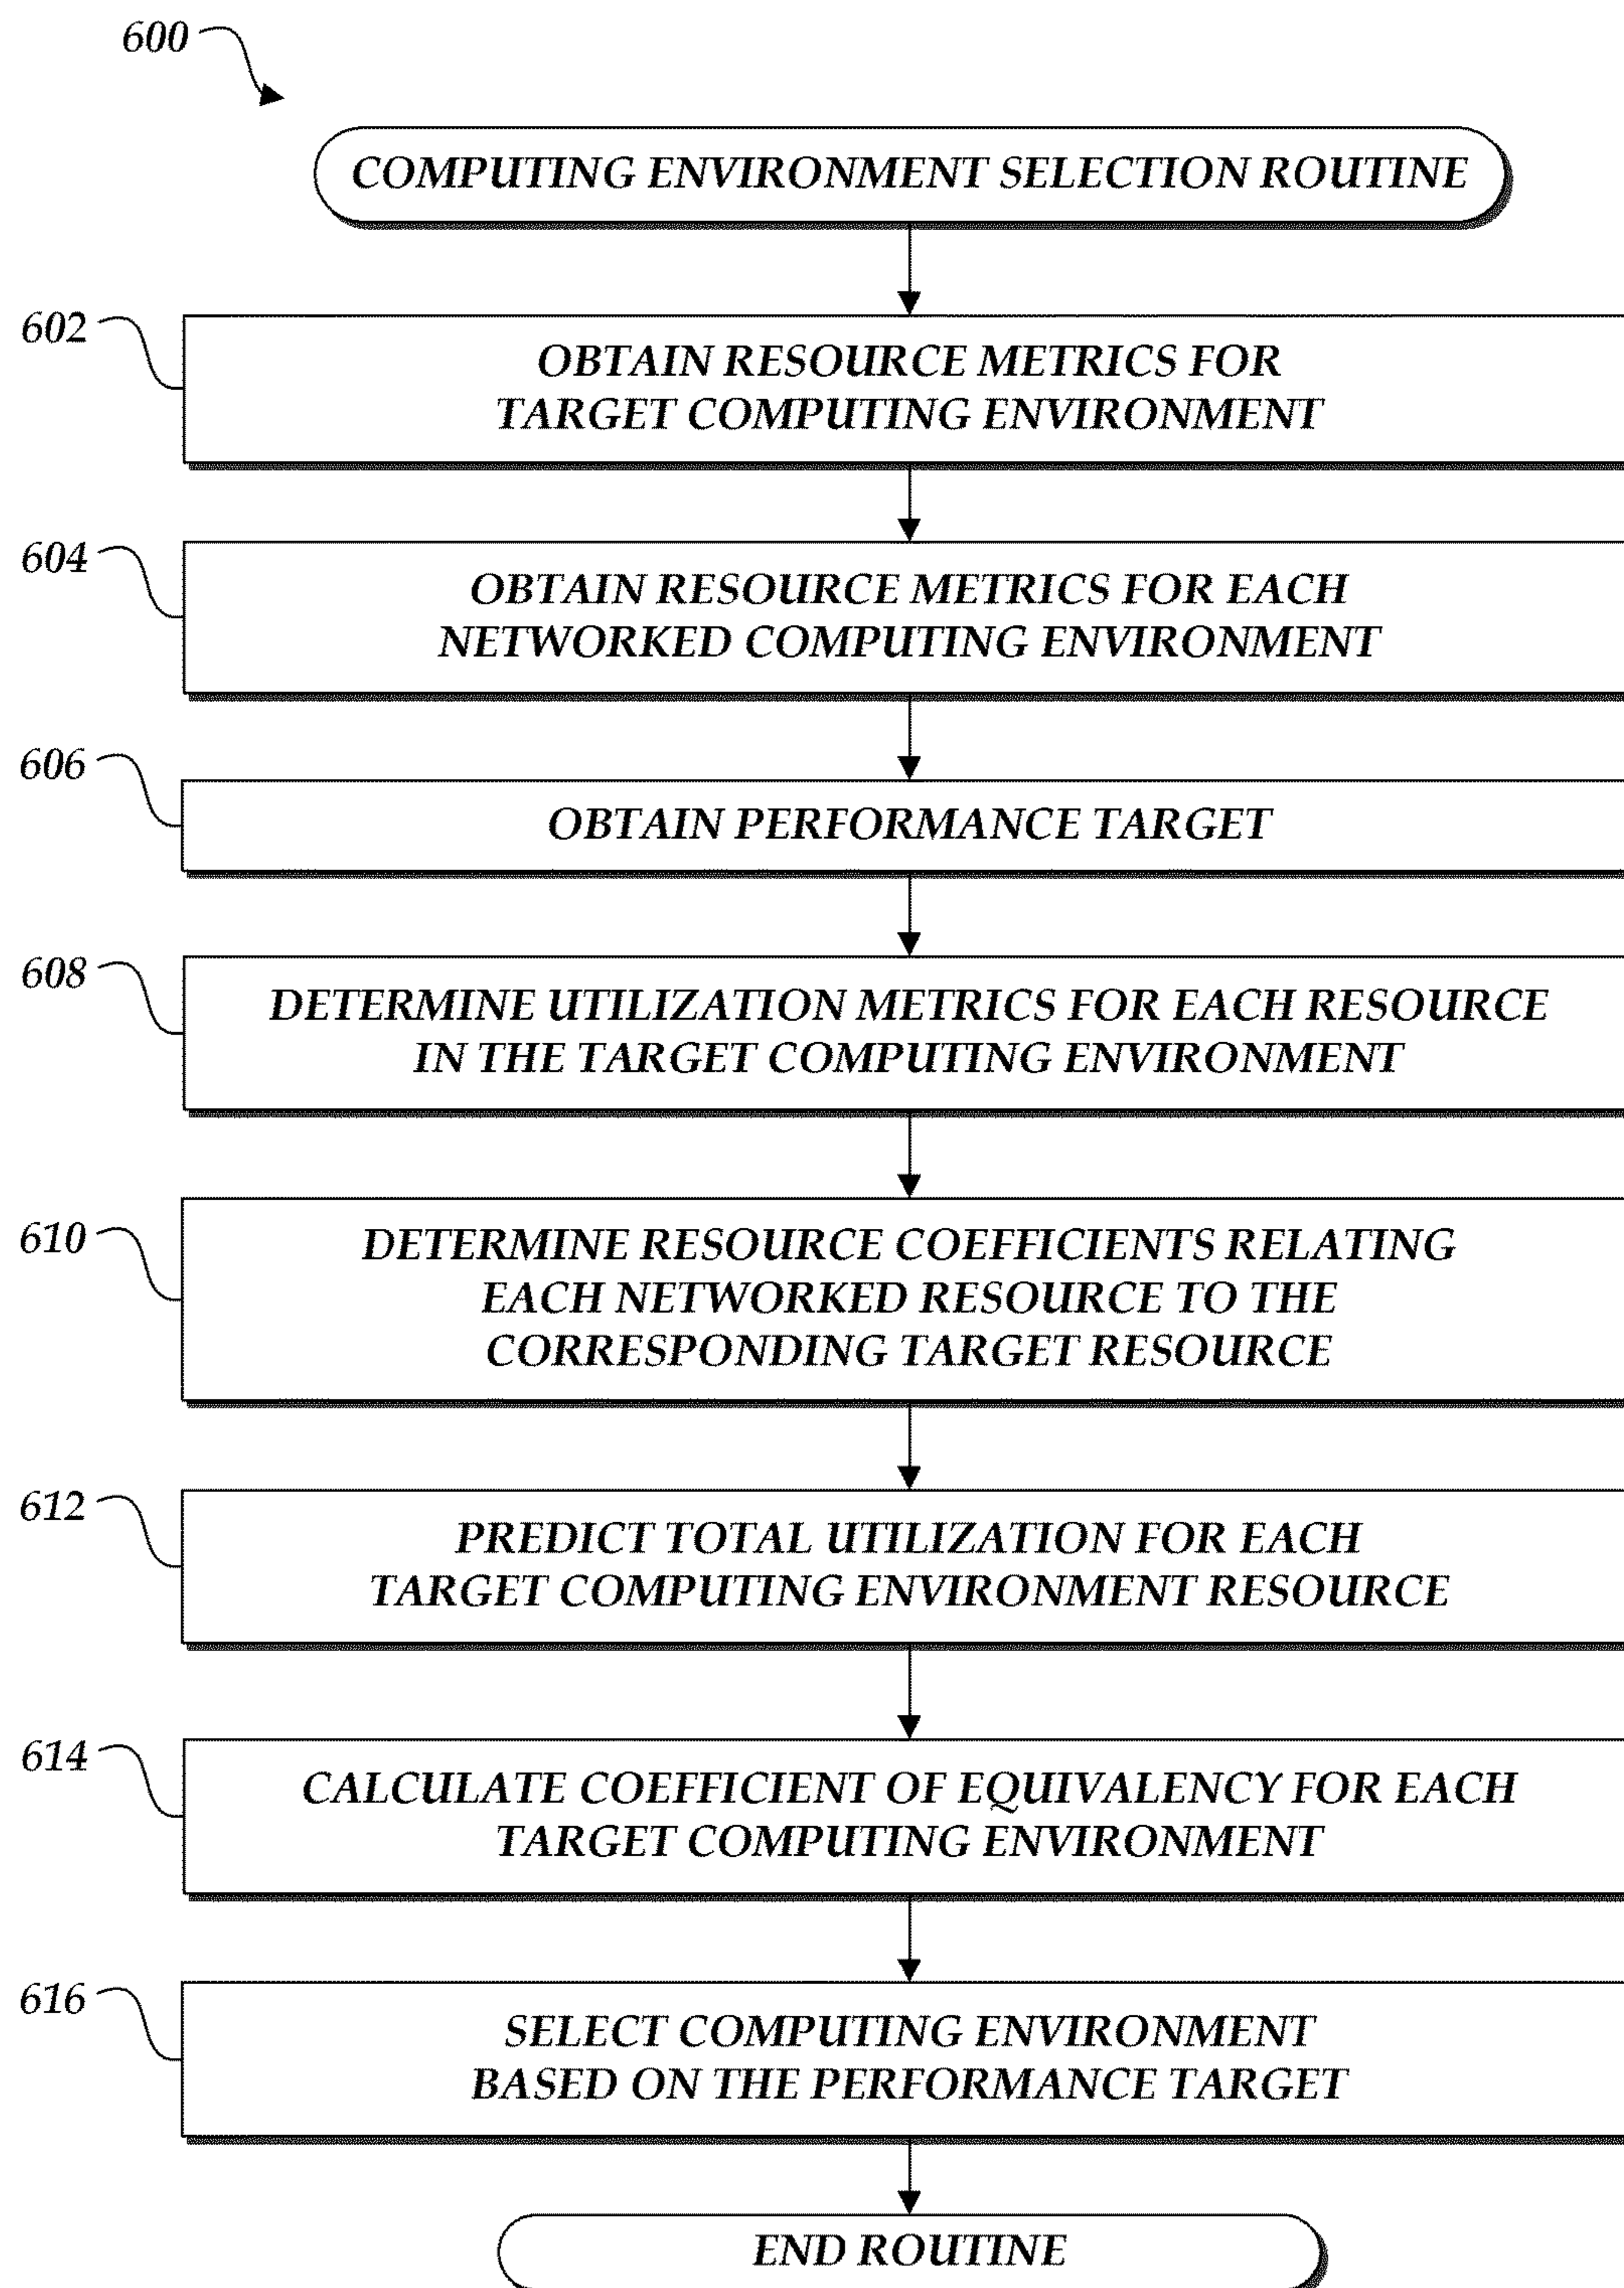 600
COMPUTING ENVIRONMENT SELECTION ROUTINE
602
OBTAIN RESOURCE METRICS FOR
TARGET COMPUTING ENVIRONMENT
604
OBTAIN RESOURCE METRICS FOR EACH
NETWORKED COMPUTING ENVIRONMENT
606
OBTAIN PERFORMANCE TARGET
608
DETERMINE UTILIZATION METRICS FOR EACH RESOURCE
IN THE TARGET COMPUTING ENVIRONMENT
610
DETERMINE RESOURCE COEFFICIENTS RELATING
EACH NETWORKED RESOURCE TO THE
CORRESPONDING TARGET RESOURCE
612
PREDICT TOTAL UTILIZATION FOR EACH
TARGET COMPUTING ENVIRONMENT RESOURCE
614
CALCULATE COEFFICIENT OF EQUIVALENCY FOR EACH
TARGET COMPUTING ENVIRONMENT
616
SELECT COMPUTING ENVIRONMENT
BASED ON THE PERFORMANCE TARGET
END ROUTINE